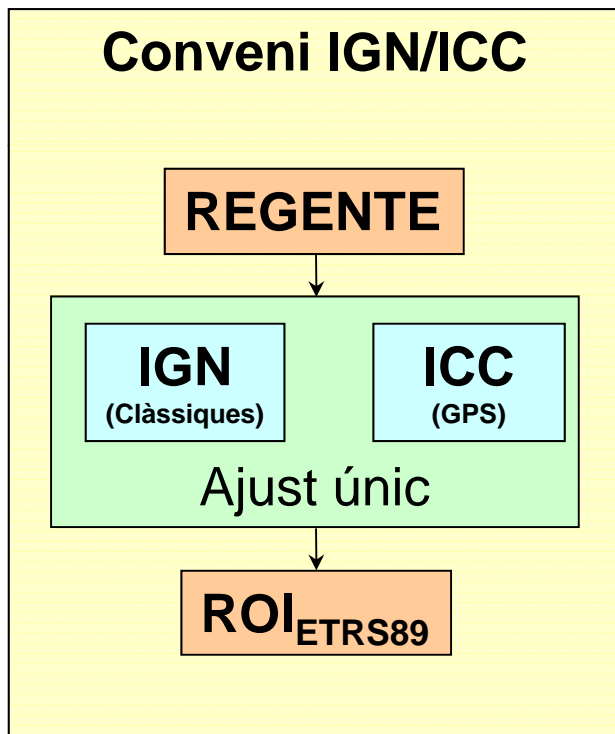 Conveni IGN/ICC
REGENTE
IGN
(Clàssiques)
ICC
(GPS)
Ajust únic
ROIETRS89